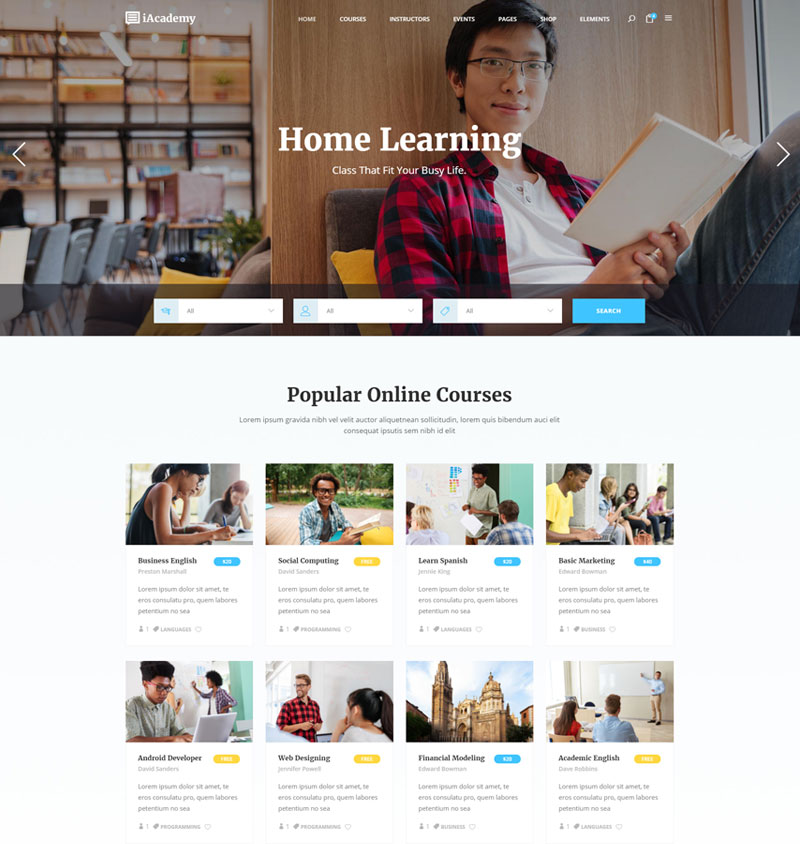 iAcademy
HOME COURSES INSTRUCTORS EVENTS PAGES SHOP ELEMENTS
Home Learning
Class That Fit Your Busy Life.
All All All SEARCH
Popular Online Courses
Lorem ipsum gravida nibh vel velit auctor aliquetnean sollicitudin, lorem quis bibendum auci elit
consequat ipsutis sem nibh id elit
Business English $20
Preston Marshall
Lorem ipsum dolor sit amet, te
eros consulatu pro, quem labores
petentium no sea
1 LANGUAGES
Social Computing FREE
David Sanders
Lorem ipsum dolor sit amet, te
eros consulatu pro, quem labores
petentium no sea
1 PROGRAMMING
Learn Spanish $20
Jennie King
Lorem ipsum dolor sit amet, te
eros consulatu pro, quem labores
petentium no sea
1 LANGUAGES
Basic Marketing $40
Edward Bowman
Lorem ipsum dolor sit amet, te
eros consulatu pro, quem labores
petentium no sea
1 BUSINESS
Android Developer FREE
David Sanders
Lorem ipsum dolor sit amet, te
eros consulatu pro, quem labores
petentium no sea
1 PROGRAMMING
Web Designing FREE
Jennifer Powell
Lorem ipsum dolor sit amet, te
eros consulatu pro, quem labores
petentium no sea
1 PROGRAMMING
Financial Modeling $20
Edward Bowman
Lorem ipsum dolor sit amet, te
eros consulatu pro, quem labores
petentium no sea
1 BUSINESS
Academic English FREE
Dave Robbins
Lorem ipsum dolor sit amet, te
eros consulatu pro, quem labores
petentium no sea
1 LANGUAGES